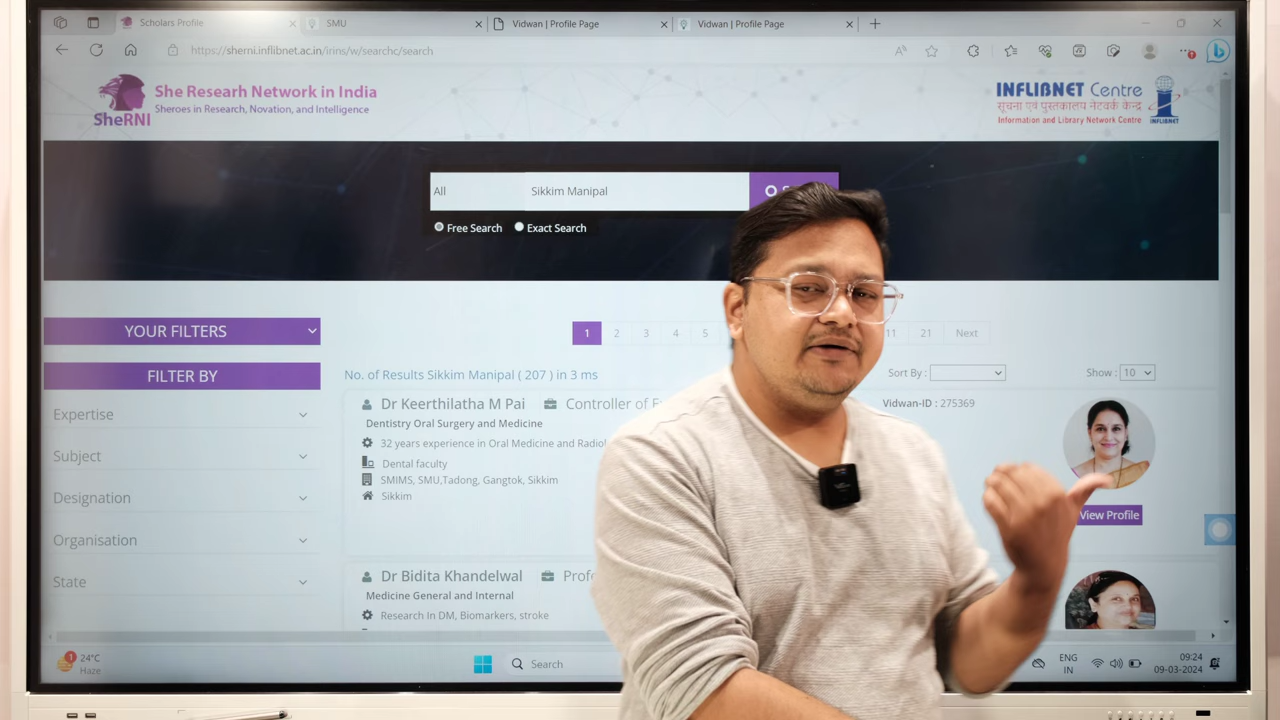 Scholars Profile
SMU
Vidwan | Profile Page
Vidwan | Profile Page
https://sherni.inflibnet.ac.in/irins/w/searchc/search
SheRNI
She Researh Network in India
Sheroes in Research, Novation, and Intelligence
INFLIBNET Centre
सूचना एवं पुस्तकालय नेटवर्क केन्द्र
Information and Library Network Centre
INFLIBNET
All
Sikkim Manipal
Free Search
Exact Search
YOUR FILTERS
FILTER BY
Expertise
Subject
Designation
Organisation
State
1 2 3 4 5
11 21 Next
No. of Results Sikkim Manipal ( 207 ) in 3 ms
Sort By :
Show : 10
Dr Keerthilatha M Pai
Controller of
Vidwan-ID : 275369
Dentistry Oral Surgery and Medicine
32 years experience in Oral Medicine and
Dental faculty
SMIMS, SMU,Tadong, Gangtok, Sikkim
Sikkim
View Profile
Dr Bidita Khandelwal
Medicine General and Internal
Research In DM, Biomarkers, stroke
1
24°C
Haze
Search
ENG
IN
09:24
09-03-2024